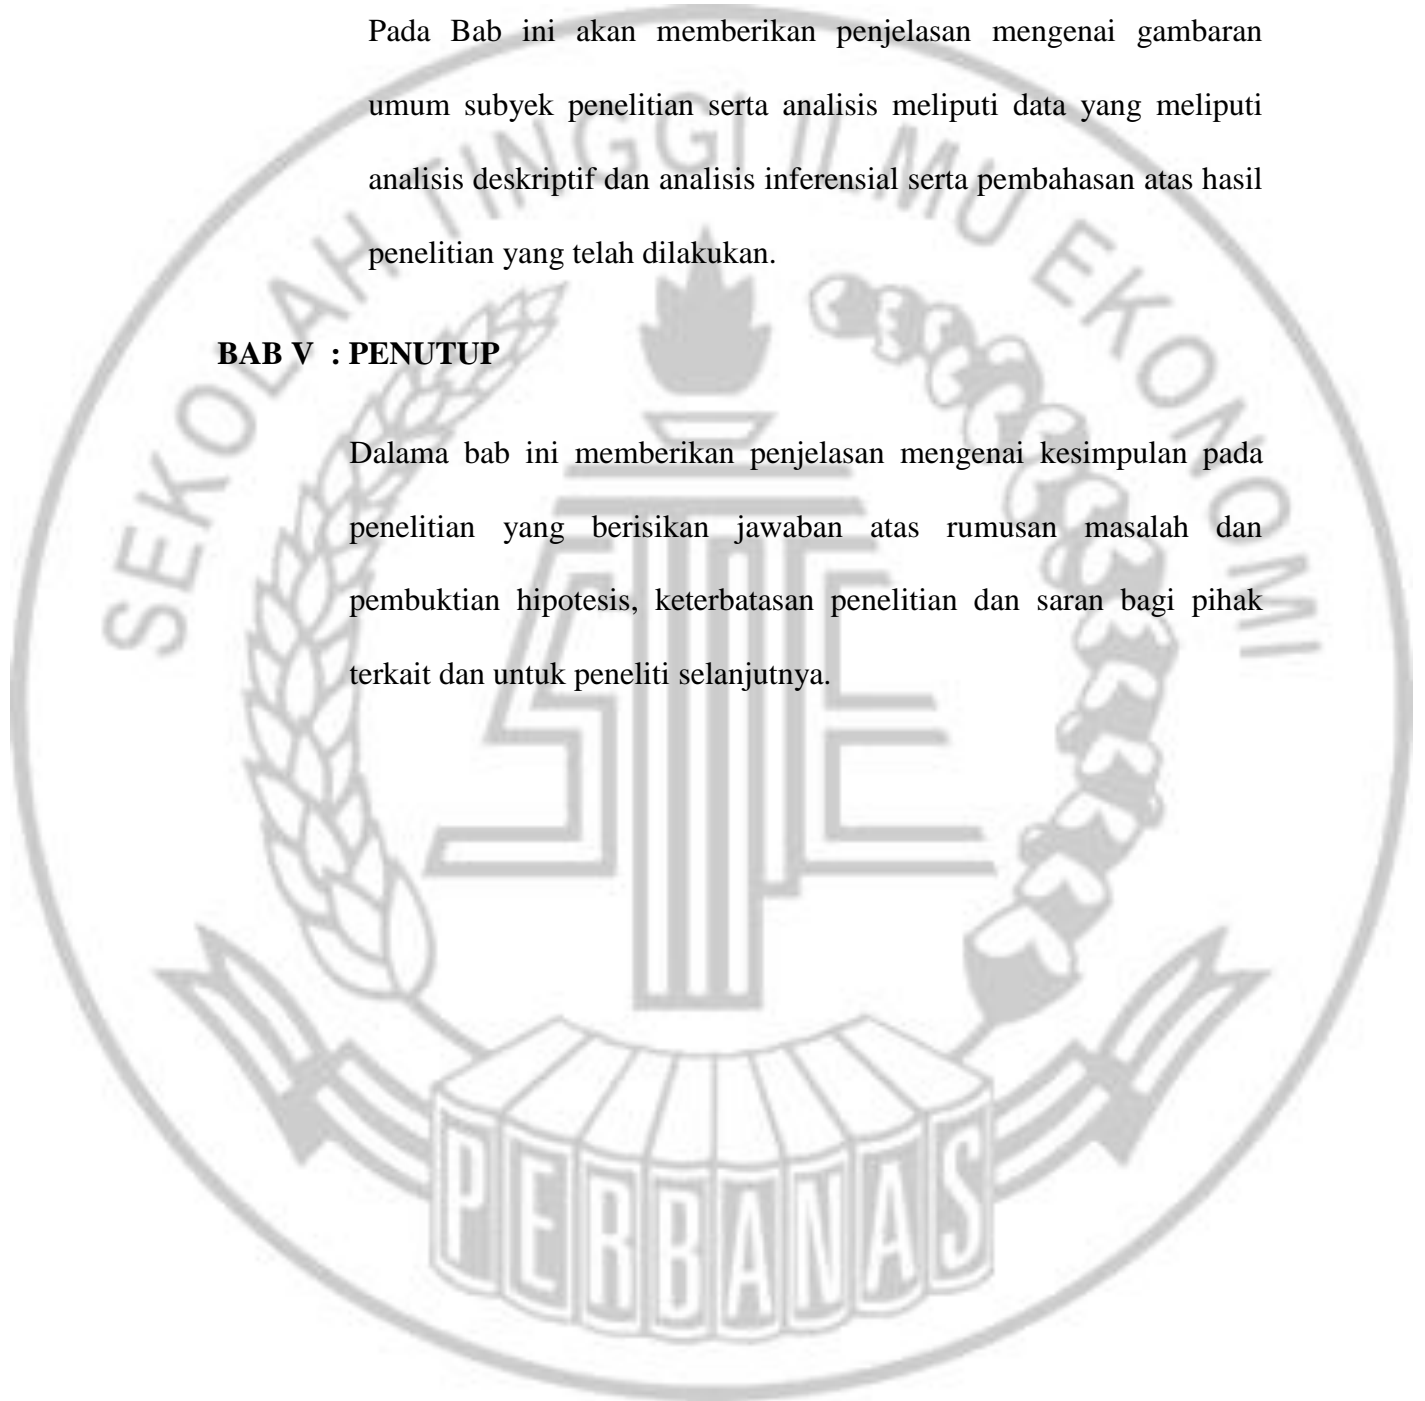 Pada Bab ini akan memberikan penjelasan mengenai gambaran
umum subyek penelitian serta analisis meliputi data yang meliputi
analisis deskriptif dan analisis inferensial serta pembahasan atas hasil
penelitian yang telah dilakukan.
BAB V : PENUTUP
Dalama bab ini memberikan penjelasan mengenai kesimpulan pada
penelitian yang berisikan jawaban atas rumusan masalah dan
pembuktian hipotesis, keterbatasan penelitian dan saran bagi pihak
terkait dan untuk peneliti selanjutnya.
SEKOLAH TINGGI ILMU EKONOMI
PERBANAS